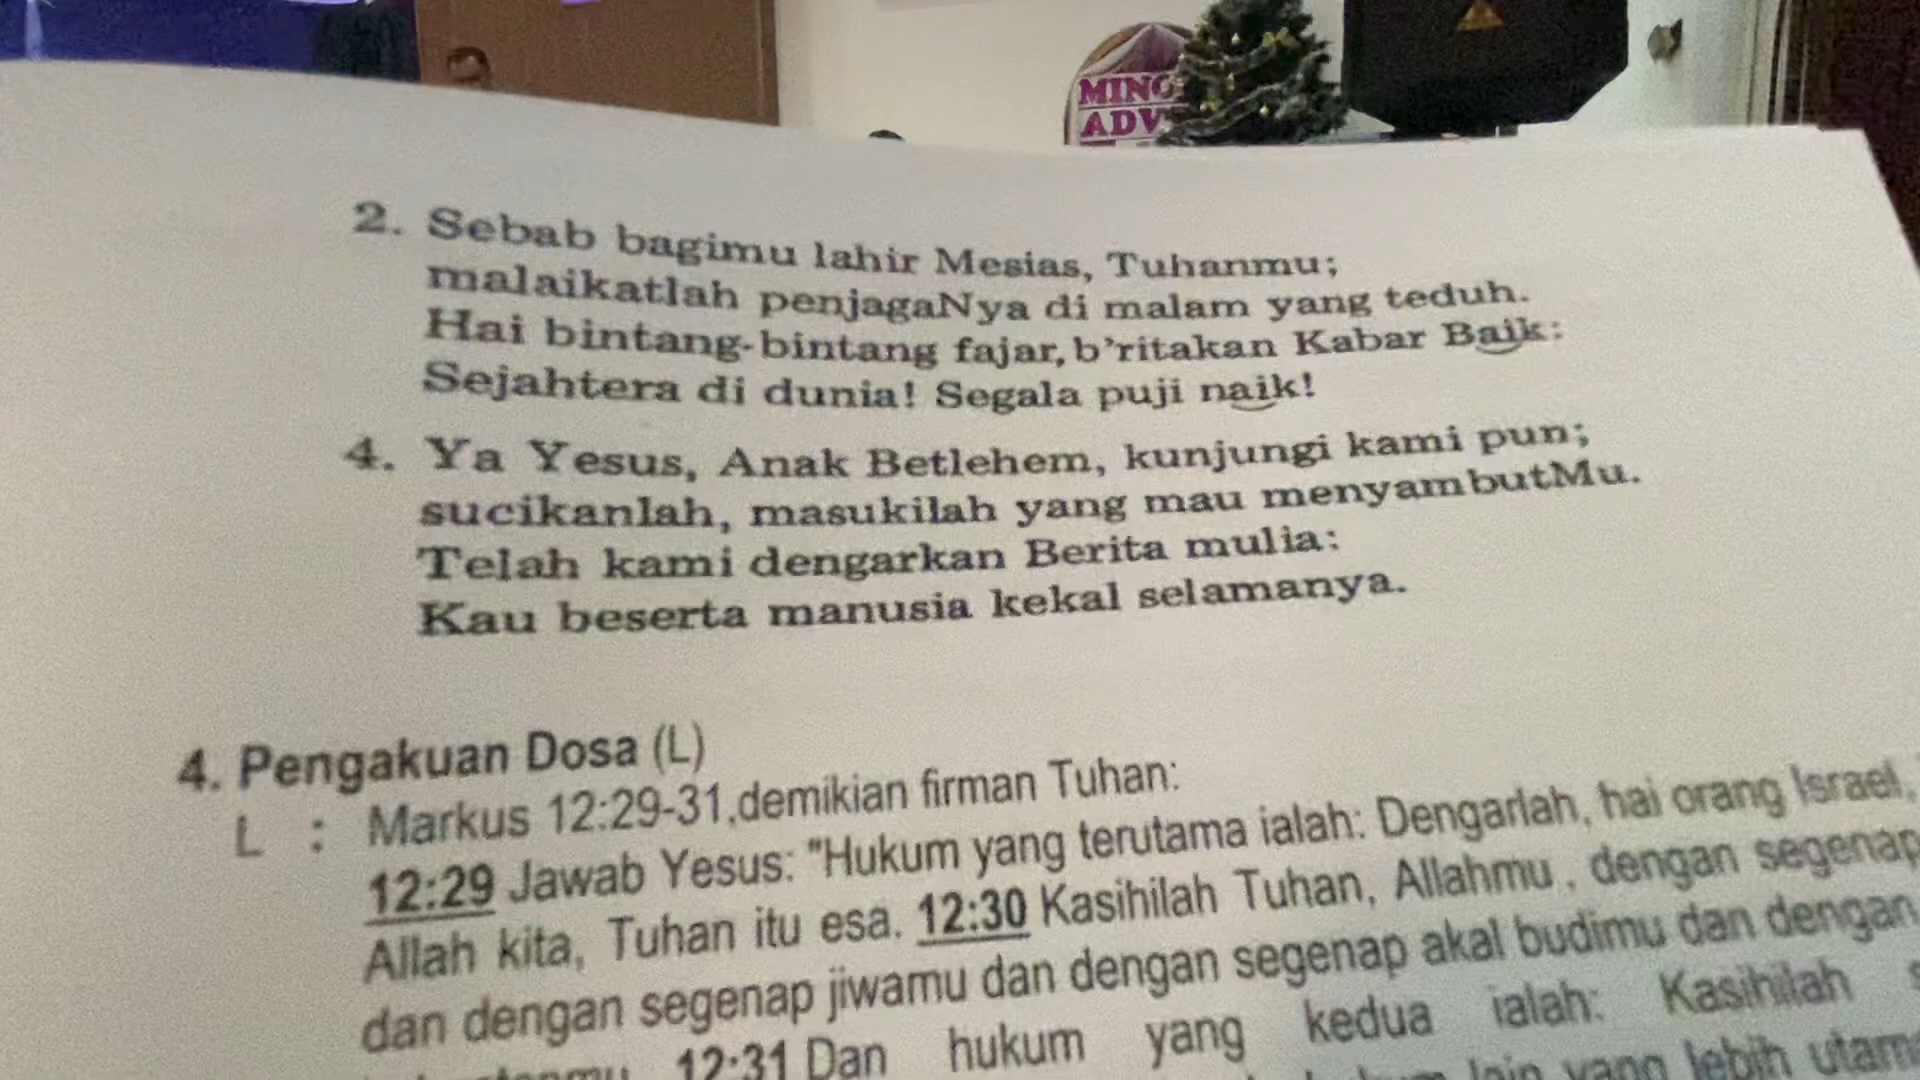 MING
ADV
2. Sebab bagimu lahir Mesias, Tuhanmu;
malaikatlah penjagaNya di malam yang teduh.
Hai bintang-bintang fajar, b'ritakan Kabar Baik:
Sejahtera di dunia! Segala puji naik!
4. Ya Yesus, Anak Betlehem, kunjungi kami pun;
sucikanlah, masukilah yang mau menyambutMu.
Telah kami dengarkan Berita mulia:
Kau beserta manusia kekal selamanya.
4. Pengakuan Dosa (L)
L : Markus 12:29-31,demikian firman Tuhan:
12:29 Jawab Yesus: "Hukum yang terutama ialah: Dengarlah, hai orang Israel,
Allah kita, Tuhan itu esa. 12:30 Kasihilah Tuhan, Allahmu , dengan segenap
dan dengan segenap jiwamu dan dengan segenap akal budimu dan dengan
12:31 Dan hukum yang kedua ialah: Kasihilah
lain yang lebih utama